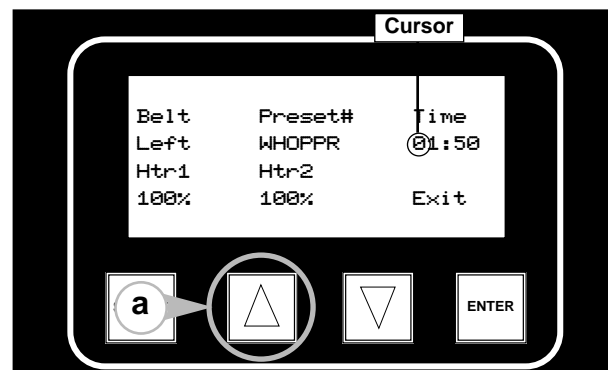 Cursor
Belt Preset# Time
Left WHOPPR 01:50
Htr1 Htr2
100% 100% Exit
a
ENTER